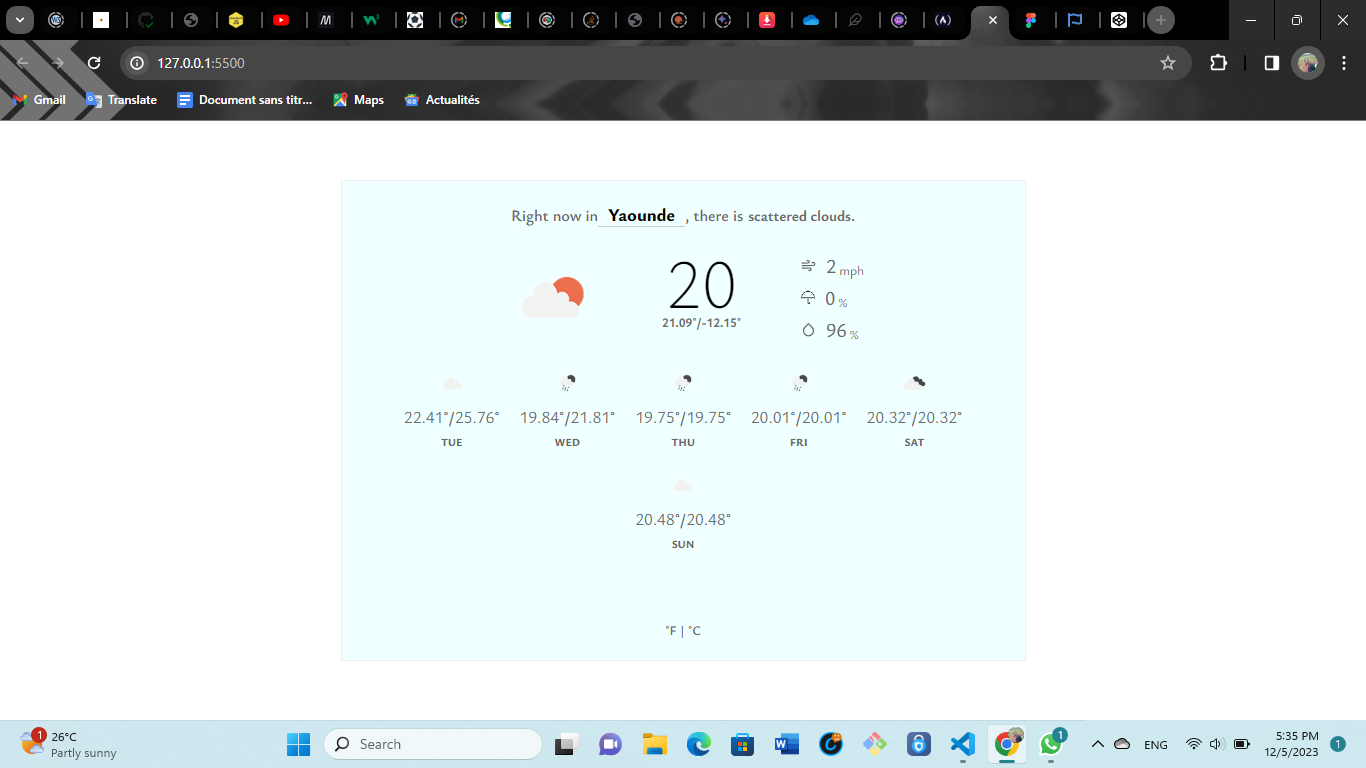 127.0.0.1:5500
Gmail
Translate
Document sans titr...
Maps
Actualités
Right now in Yaounde , there is scattered clouds.
20
21.09°/-12.15°
2 mph
0 %
96 %
22.41°/25.76° 19.84°/21.81° 19.75°/19.75° 20.01°/20.01° 20.32°/20.32°
TUE WED THU FRI SAT
20.48°/20.48°
SUN
°F | °C
1
26°C
Partly sunny
Search
1
ENG
5:35 PM
12/5/2023
1